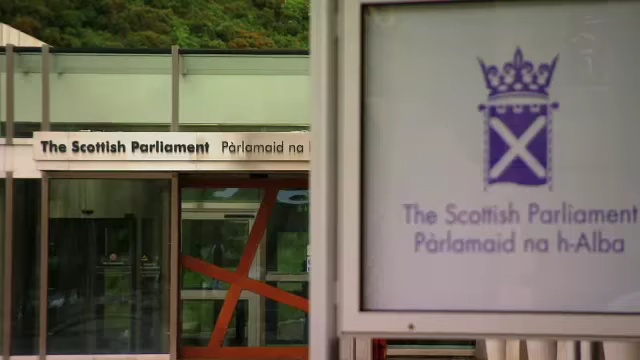 The Scottish Parliament Pàrlamaid na
The Scottish Parliament
Pàrlamaid na h-Alba